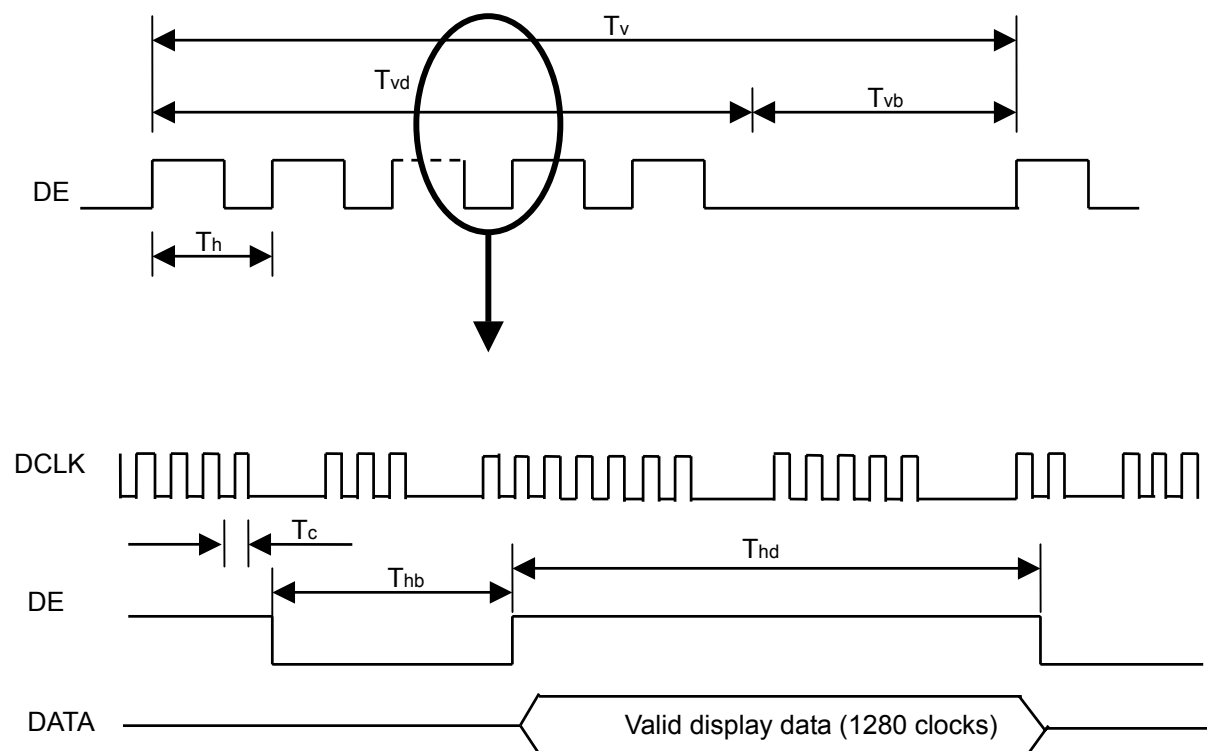 Tv
Tvd
Tvb
DE
Th
DCLK
Tc
Thd
Thb
DE
DATA
Valid display data (1280 clocks)